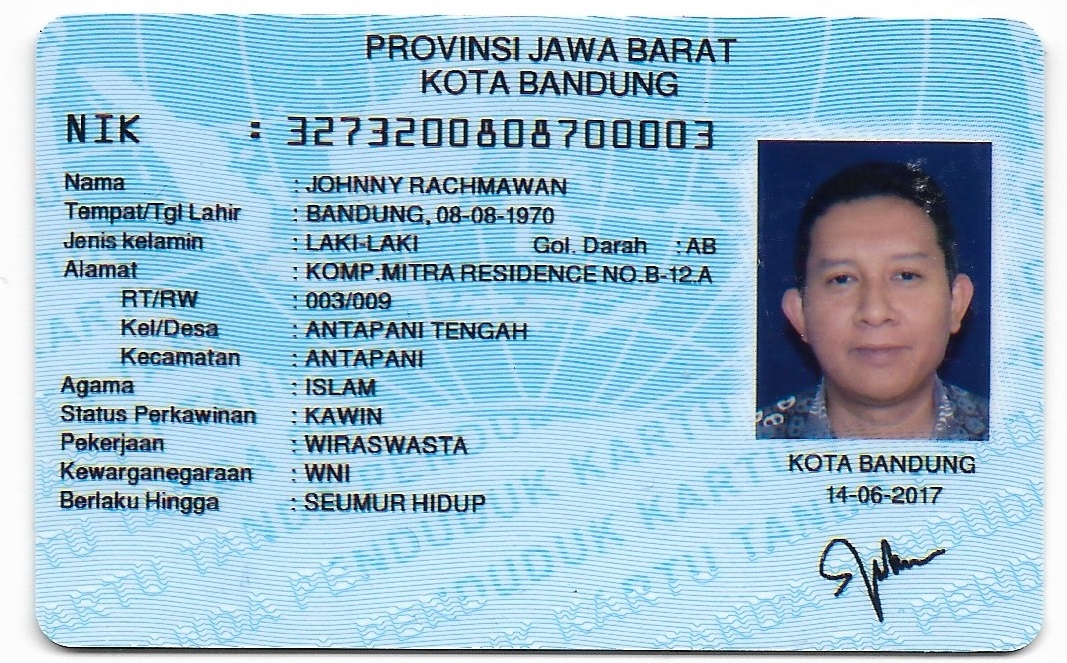 PROVINSI JAWA BARAT
KOTA BANDUNG
NIK : 3273200808700003
Nama : JOHNNY RACHMAWAN
Tempat/Tgl Lahir : BANDUNG, 08-08-1970
Jenis kelamin : LAKI-LAKI Gol. Darah : AB
Alamat : KOMP.MITRA RESIDENCE NO.B-12.A
RT/RW : 003/009
Kel/Desa : ANTAPANI TENGAH
Kecamatan : ANTAPANI
Agama : ISLAM
Status Perkawinan : KAWIN
Pekerjaan : WIRASWASTA
Kewarganegaraan : WNI
Berlaku Hingga : SEUMUR HIDUP
KOTA BANDUNG
14-06-2017